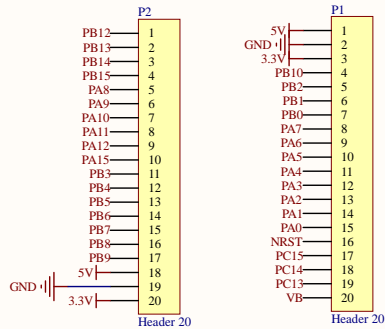 P2
PB12 1
PB13 2
PB14 3
PB15 4
PA8 5
PA9 6
PA10 7
PA11 8
PA12 9
PA15 10
PB3 11
PB4 12
PB5 13
PB6 14
PB7 15
PB8 16
PB9 17
5V 18
GND 19
3.3V 20
Header 20
P1
5V 1
GND 2
3.3V 3
PB10 4
PB2 5
PB1 6
PB0 7
PA7 8
PA6 9
PA5 10
PA4 11
PA3 12
PA2 13
PA1 14
PA0 15
NRST 16
PC15 17
PC14 18
PC13 19
VB 20
Header 20